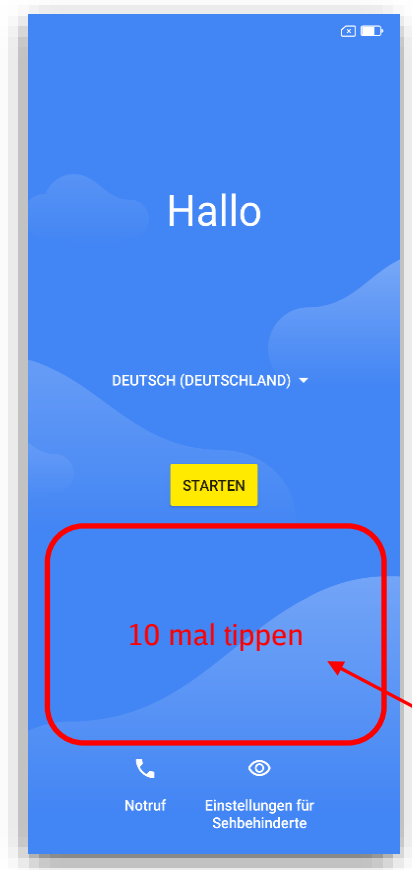 Hallo
DEUTSCH (DEUTSCHLAND)
STARTEN
10 mal tippen
Notruf
Einstellungen für
Sehbehinderte